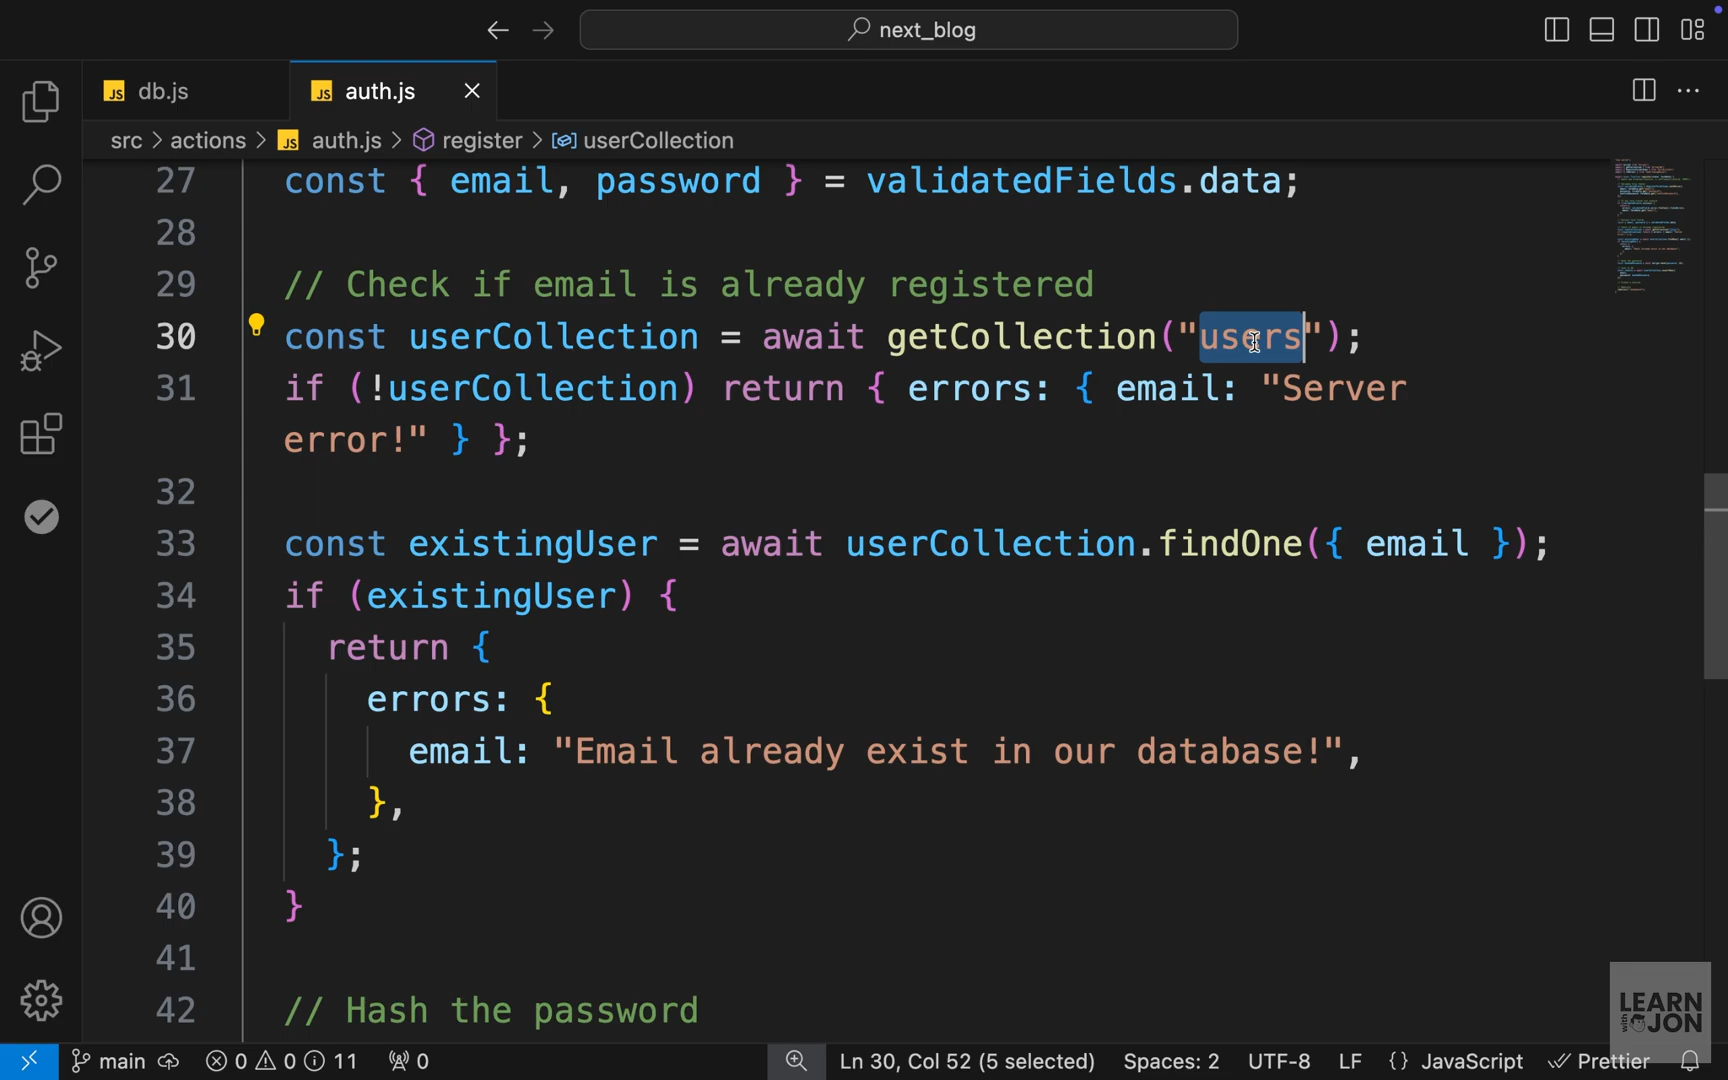 next_blog
JS db.js
JS auth.js
src > actions > JS auth.js > register > userCollection
27 const { email, password } = validatedFields.data;
28
29 // Check if email is already registered
30 const userCollection = await getCollection("users");
31 if (!userCollection) return { errors: { email: "Server
error!" } };
32
33 const existingUser = await userCollection.findOne({ email });
34 if (existingUser) {
35 return {
36 errors: {
37 email: "Email already exist in our database!",
38 },
39 };
40 }
41
42 // Hash the password
LEARN
with JON
main 0 0 11 0 Ln 30, Col 52 (5 selected) Spaces: 2 UTF-8 LF {} JavaScript Prettier